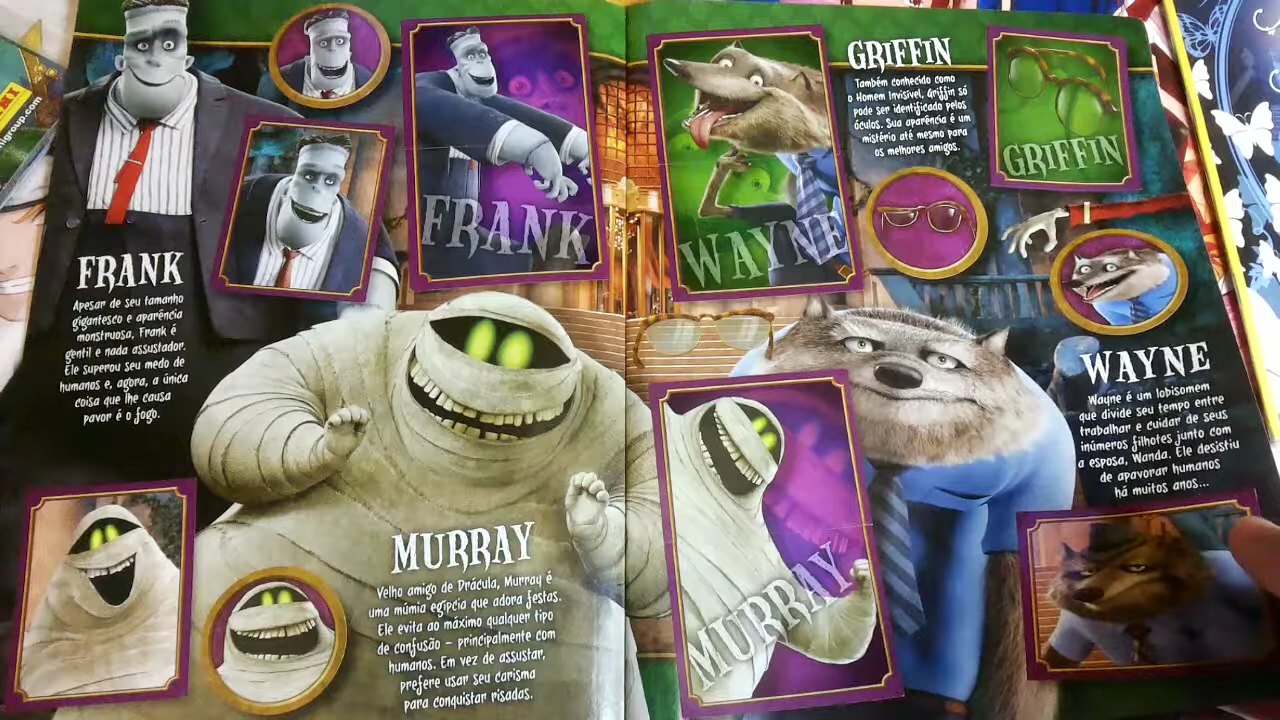 FRANK
Apesar de seu tamanho
gigantesco e aparência
monstruosa, Frank é
gentil e nada assustador.
Ele superou seu medo de
humanos e, agora, a única
coisa que lhe causa
pavor é o fogo.
FRANK
MURRAY
Velho amigo de Drácula, Murray é
uma múmia egípcia que adora festas.
Ele evita ao máximo qualquer tipo
de confusão – principalmente com
humanos. Em vez de assustar,
prefere usar seu carisma
para conquistar risadas.
WAYNE
GRIFFIN
Também conhecido como
o Homem Invisível, Griffin só
pode ser identificado pelos
óculos. Sua aparência é um
mistério até mesmo para
os melhores amigos.
GRIFFIN
MURRAY
WAYNE
Wayne é um lobisomem
que divide seu tempo entre
trabalhar e cuidar de seus
inúmeros filhotes junto com
a esposa, Wanda. Ele desistiu
de apavorar humanos
há muitos anos...